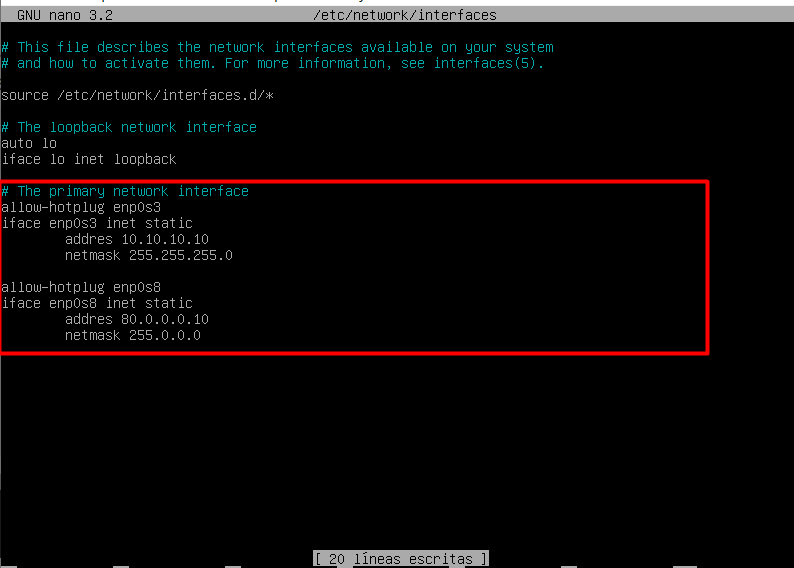 GNU nano 3.2 /etc/network/interfaces
# This file describes the network interfaces available on your system
# and how to activate them. For more information, see interfaces(5).
source /etc/network/interfaces.d/*
# The loopback network interface
auto lo
iface lo inet loopback
# The primary network interface
allow-hotplug enp0s3
iface enp0s3 inet static
addres 10.10.10.10
netmask 255.255.255.0
allow-hotplug enp0s8
iface enp0s8 inet static
addres 80.0.0.0.10
netmask 255.0.0.0
[ 20 líneas escritas ]